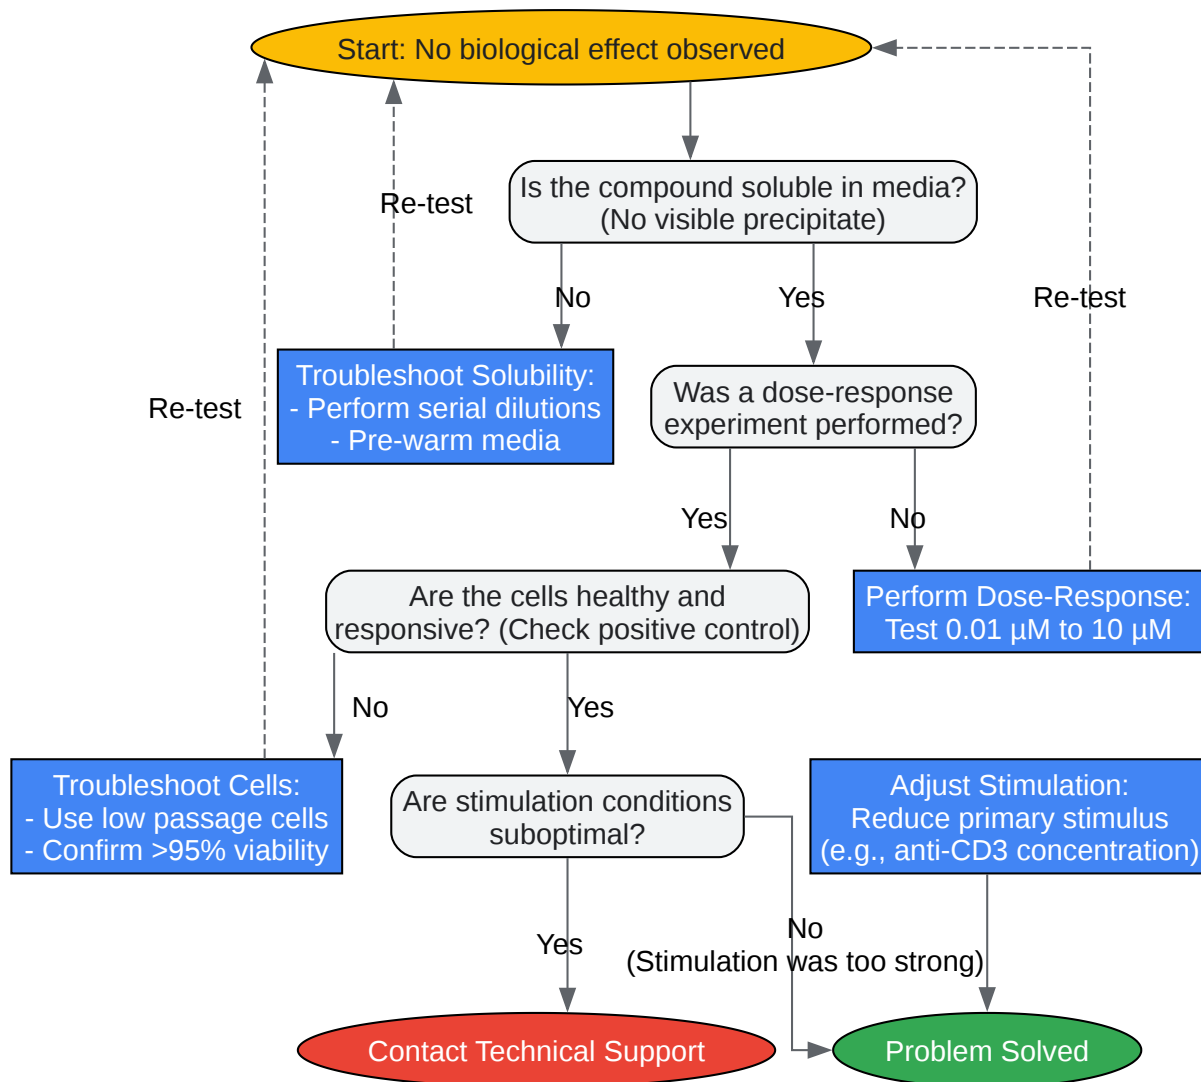 Start: No biological effect observed
Re-test
Is the compound soluble in media?
(No visible precipitate)
No
Yes
Re-test
Troubleshoot Solubility:
- Perform serial dilutions
- Pre-warm media
Re-test
Was a dose-response
experiment performed?
Yes
No
Are the cells healthy and
responsive? (Check positive control)
Perform Dose-Response:
Test 0.01 µM to 10 µM
No
Yes
Troubleshoot Cells:
- Use low passage cells
- Confirm >95% viability
Are stimulation conditions
suboptimal?
Adjust Stimulation:
Reduce primary stimulus
(e.g., anti-CD3 concentration)
Yes
No
(Stimulation was too strong)
Contact Technical Support
Problem Solved